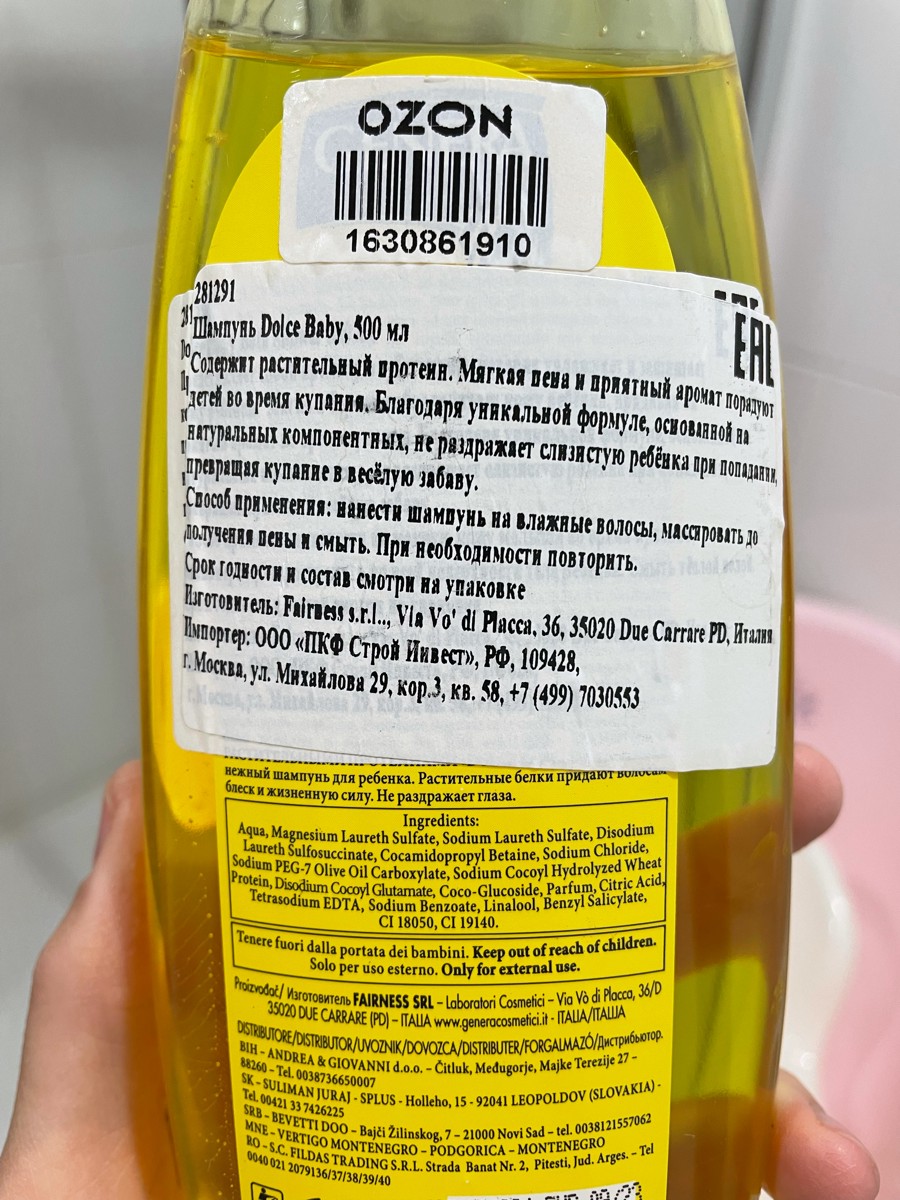 OZON
1630861910
281291
Шампунь Dolce Baby, 500 мл
EAC
Содержит растительный протеин. Мягкая пена и приятный аромат порадуют
детей во время купания. Благодаря уникальной формуле, основанной на
натуральных компонентных, не раздражает слизистую ребёнка при попадании,
превращая купание в весёлую забаву.
Способ применения: нанести шампунь на влажные волосы, массировать до
получения пены и смыть. При необходимости повторить.
Срок годности и состав смотри на упаковке
Изготовитель: Fairness s.r.l.., Via Vo' di Placca, 36, 35020 Due Carrare PD, Италия
Импортер: ООО «ПКФ Строй Инвест», РФ, 109428,
г. Москва, ул. Михайлова 29, кор.3, кв. 58, +7 (499) 7030553
нежный шампунь для ребенка. Растительные белки придают волосам
блеск и жизненную силу. Не раздражает глаза.
Ingredients:
Aqua, Magnesium Laureth Sulfate, Sodium Laureth Sulfate, Disodium
Laureth Sulfosuccinate, Cocamidopropyl Betaine, Sodium Chloride,
Sodium PEG-7 Olive Oil Carboxylate, Sodium Cocoyl Hydrolyzed Wheat
Protein, Disodium Cocoyl Glutamate, Coco-Glucoside, Parfum, Citric Acid,
Tetrasodium EDTA, Sodium Benzoate, Linalool, Benzyl Salicylate,
CI 18050, CI 19140.
Tenere fuori dalla portata dei bambini. Keep out of reach of children.
Solo per uso esterno. Only for external use.
Proizvođač/ Изготовитель FAIRNESS SRL – Laboratori Cosmetici – Via Vò di Placca, 36/D
35020 DUE CARRARE (PD) – ITALIA www.generacosmetici.it - ITALIA/ITALIJA
DISTRIBUTORE/DISTRIBUTOR/UVOZNIK/DOVOZCA/DISTRIBUTER/FORGALMAZÓ/Дистрибьютор.
BIH - ANDREA & GIOVANNI d.o.o. – Čitluk, Međugorje, Majke Terezije 27 –
88260 – Tel. 0038736650007
SK - SULIMAN JURAJ - SPLUS - Holleho, 15 - 92041 LEOPOLDOV (SLOVAKIA) -
Tel. 00421 33 7426225
SRB – BEVETTI DOO – Bajči Žilinskog, 7 – 21000 Novi Sad – tel. 0038121557062
MNE - VERTIGO MONTENEGRO – PODGORICA - MONTENEGRO
RO - S.C. FILDAS TRADING S.R.L. Strada Banat Nr. 2, Pitesti, Jud. Arges. – Tel
0040 021 2079136/37/38/39/40